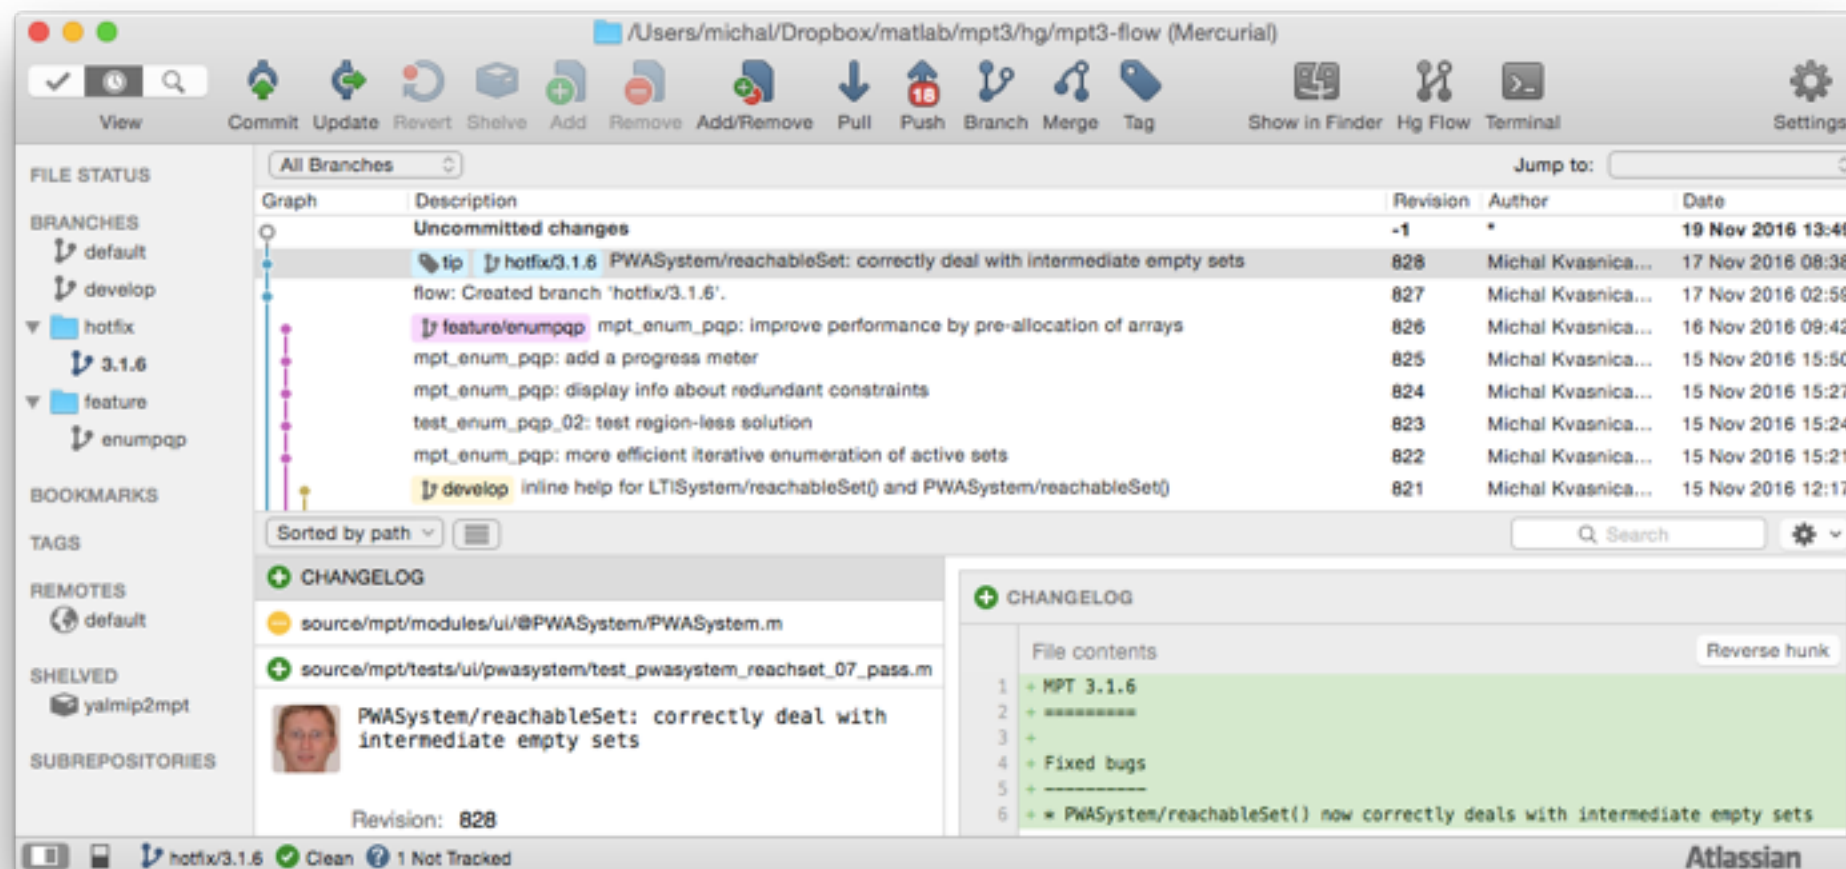 /Users/michal/Dropbox/matlab/mpt3/hg/mpt3-flow (Mercurial)
18
View Commit Update Revert Shelve Add Remove Add/Remove Pull Push Branch Merge Tag Show in Finder Hg Flow Terminal Settings
FILE STATUS
BRANCHES
default
develop
hotfix
3.1.6
feature
enumpqp
BOOKMARKS
TAGS
REMOTES
default
SHELVED
yalmip2mpt
SUBREPOSITORIES
All Branches Jump to:
Graph Description Revision Author Date
Uncommitted changes -1 * 19 Nov 2016 13:4
tip hotfix/3.1.6 PWASystem/reachableSet: correctly deal with intermediate empty sets 828 Michal Kvasnica... 17 Nov 2016 08:38
flow: Created branch 'hotfix/3.1.6'. 827 Michal Kvasnica... 17 Nov 2016 02:5
feature/enumpqp mpt_enum_pqp: improve performance by pre-allocation of arrays 826 Michal Kvasnica... 16 Nov 2016 09:42
mpt_enum_pqp: add a progress meter 825 Michal Kvasnica... 15 Nov 2016 15:50
mpt_enum_pqp: display info about redundant constraints 824 Michal Kvasnica... 15 Nov 2016 15:27
test_enum_pqp_02: test region-less solution 823 Michal Kvasnica... 15 Nov 2016 15:24
mpt_enum_pqp: more efficient iterative enumeration of active sets 822 Michal Kvasnica... 15 Nov 2016 15:21
develop inline help for LTISystem/reachableSet() and PWASystem/reachableSet() 821 Michal Kvasnica... 15 Nov 2016 12:17
Sorted by path Search
CHANGELOG
source/mpt/modules/ui/@PWASystem/PWASystem.m
source/mpt/tests/ui/pwasystem/test_pwasystem_reachset_07_pass.m
PWASystem/reachableSet: correctly deal with
intermediate empty sets
Revision: 828
CHANGELOG
File contents Reverse hunk
1 + MPT 3.1.6
2 + =========
3 +
4 + Fixed bugs
5 + ----------
6 + * PWASystem/reachableSet() now correctly deals with intermediate empty sets
hotfix/3.1.6 Clean 1 Not Tracked Atlassian